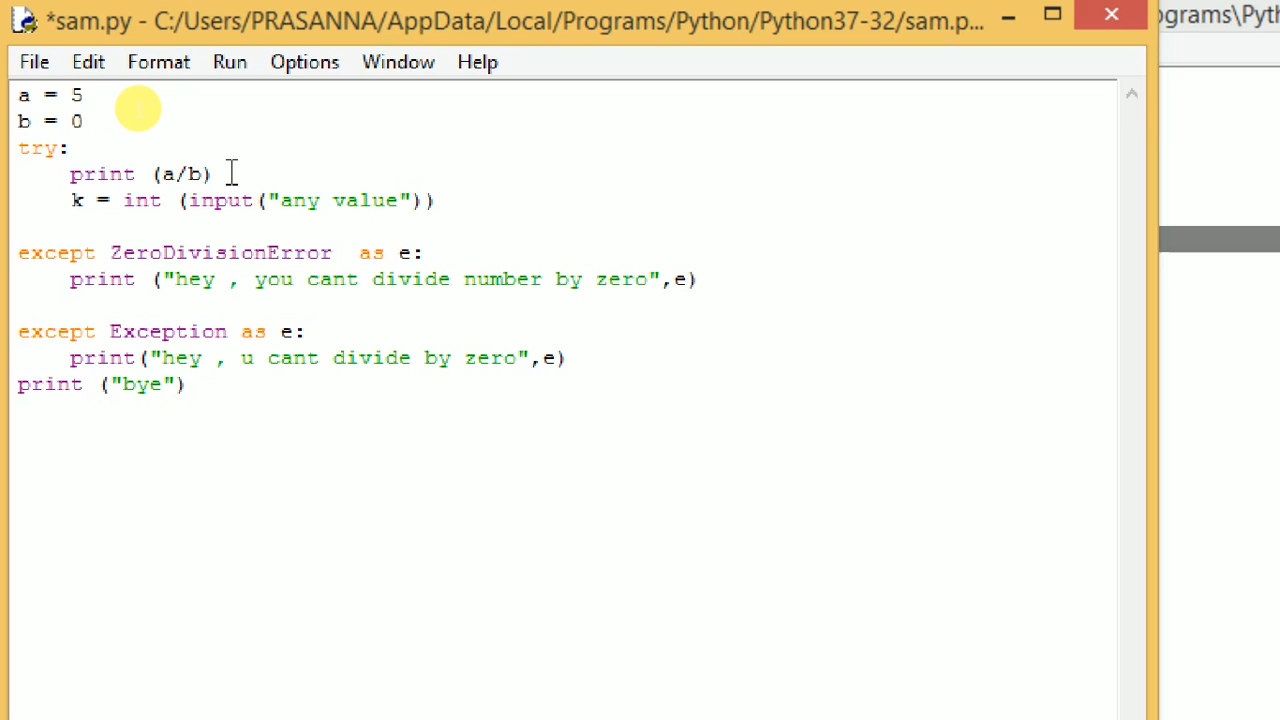 *sam.py - C:/Users/PRASANNA/AppData/Local/Programs/Python/Python37-32/sam.p...
File Edit Format Run Options Window Help
a = 5
b = 0
try:
    print (a/b)
    k = int (input("any value"))
except ZeroDivisionError  as e:
    print ("hey , you cant divide number by zero",e)
except Exception as e:
    print("hey , u cant divide by zero",e)
print ("bye")